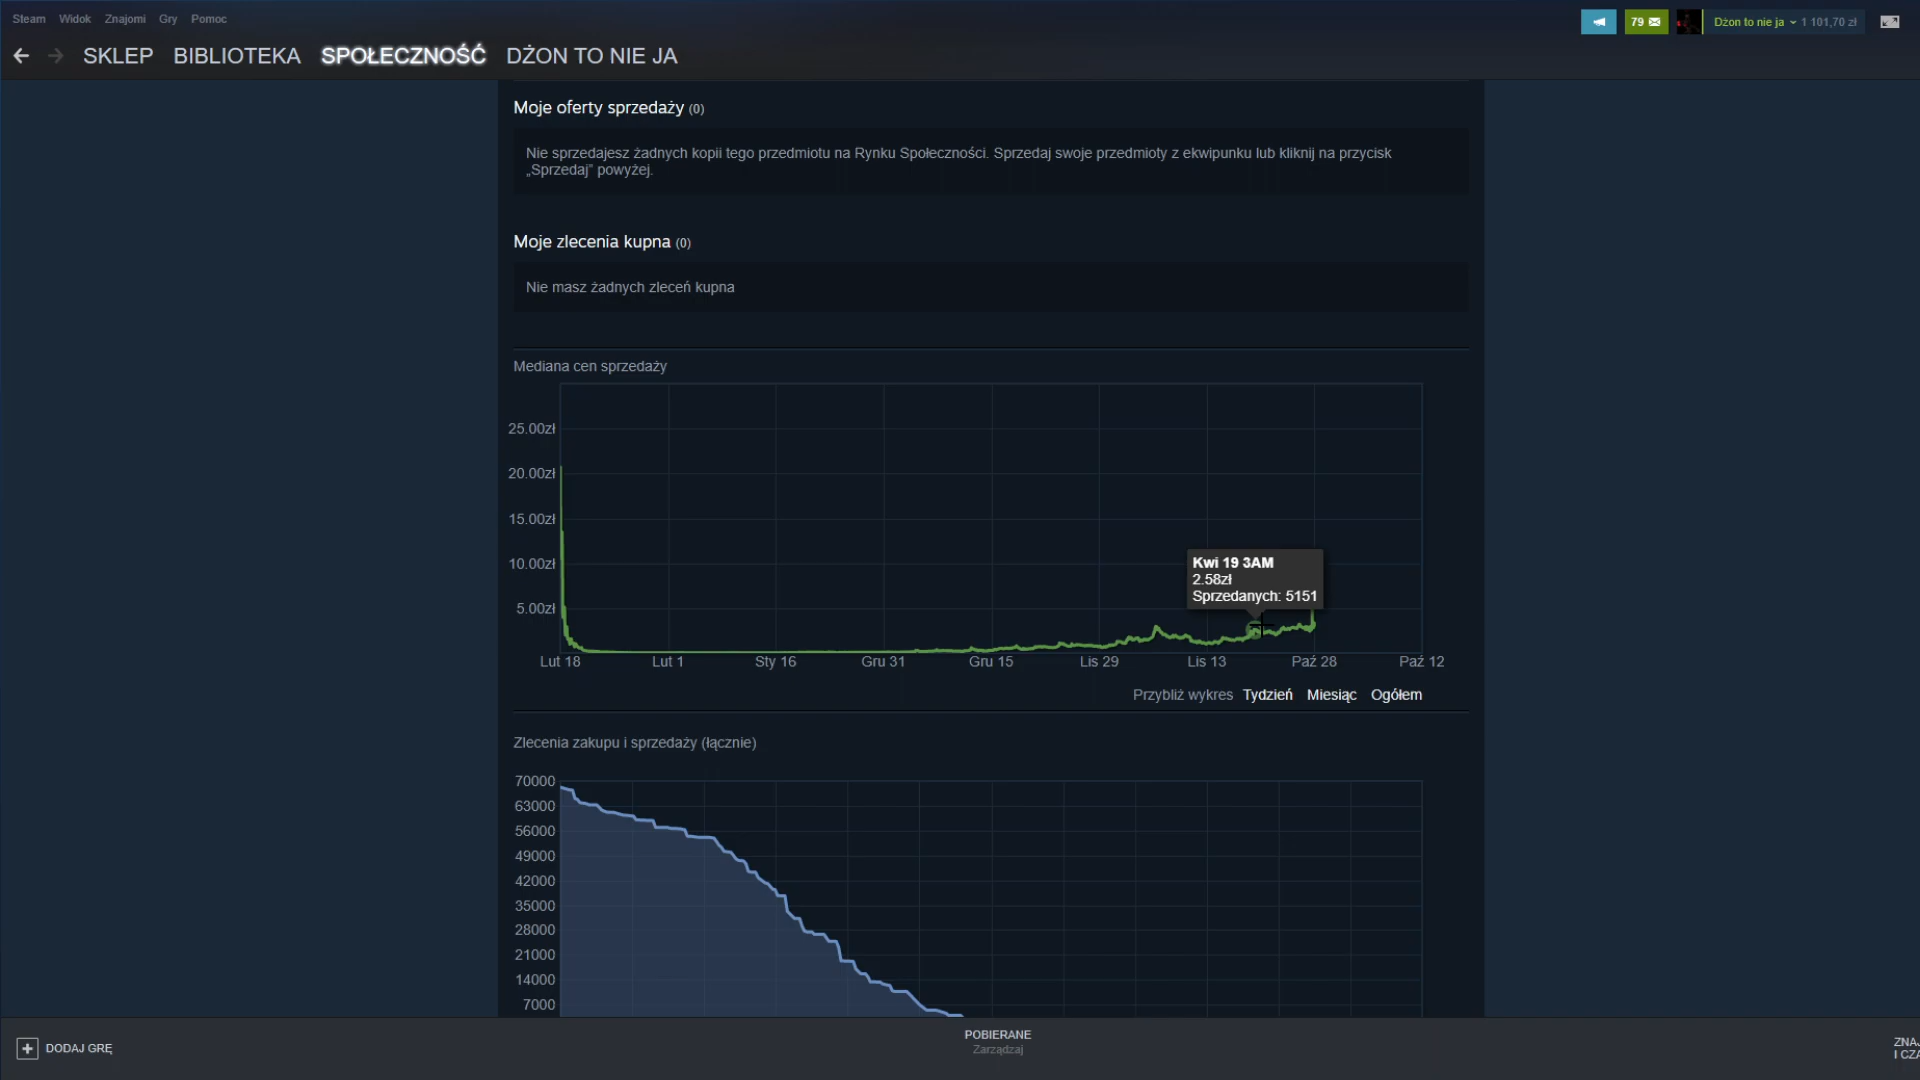 Steam Widok Znajomi Gry Pomoc
79
Dżon to nie ja 1 101,70 zł
SKLEP BIBLIOTEKA SPOŁECZNOŚĆ DŻON TO NIE JA
Moje oferty sprzedaży (0)
Nie sprzedajesz żadnych kopii tego przedmiotu na Rynku Społeczności. Sprzedaj swoje przedmioty z ekwipunku lub kliknij na przycisk
„Sprzedaj” powyżej.
Moje zlecenia kupna (0)
Nie masz żadnych zleceń kupna
Mediana cen sprzedaży
25.00zł
20.00zł
15.00zł
10.00zł
5.00zł
Kwi 19 3AM
2.58zł
Sprzedanych: 5151
Lut 18 Lut 1 Sty 16 Gru 31 Gru 15 Lis 29 Lis 13 Paź 28 Paź 12
Przybliż wykres Tydzień Miesiąc Ogółem
Zlecenia zakupu i sprzedaży (łącznie)
70000
63000
56000
49000
42000
35000
28000
21000
14000
7000
DODAJ GRĘ
POBIERANE
Zarządzaj
ZNAJ
I CZA